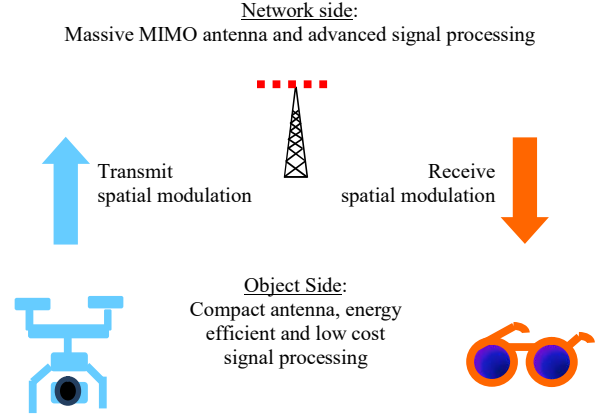 Network side:
Massive MIMO antenna and advanced signal processing
Transmit
spatial modulation
Receive
spatial modulation
Object Side:
Compact antenna, energy
efficient and low cost
signal processing